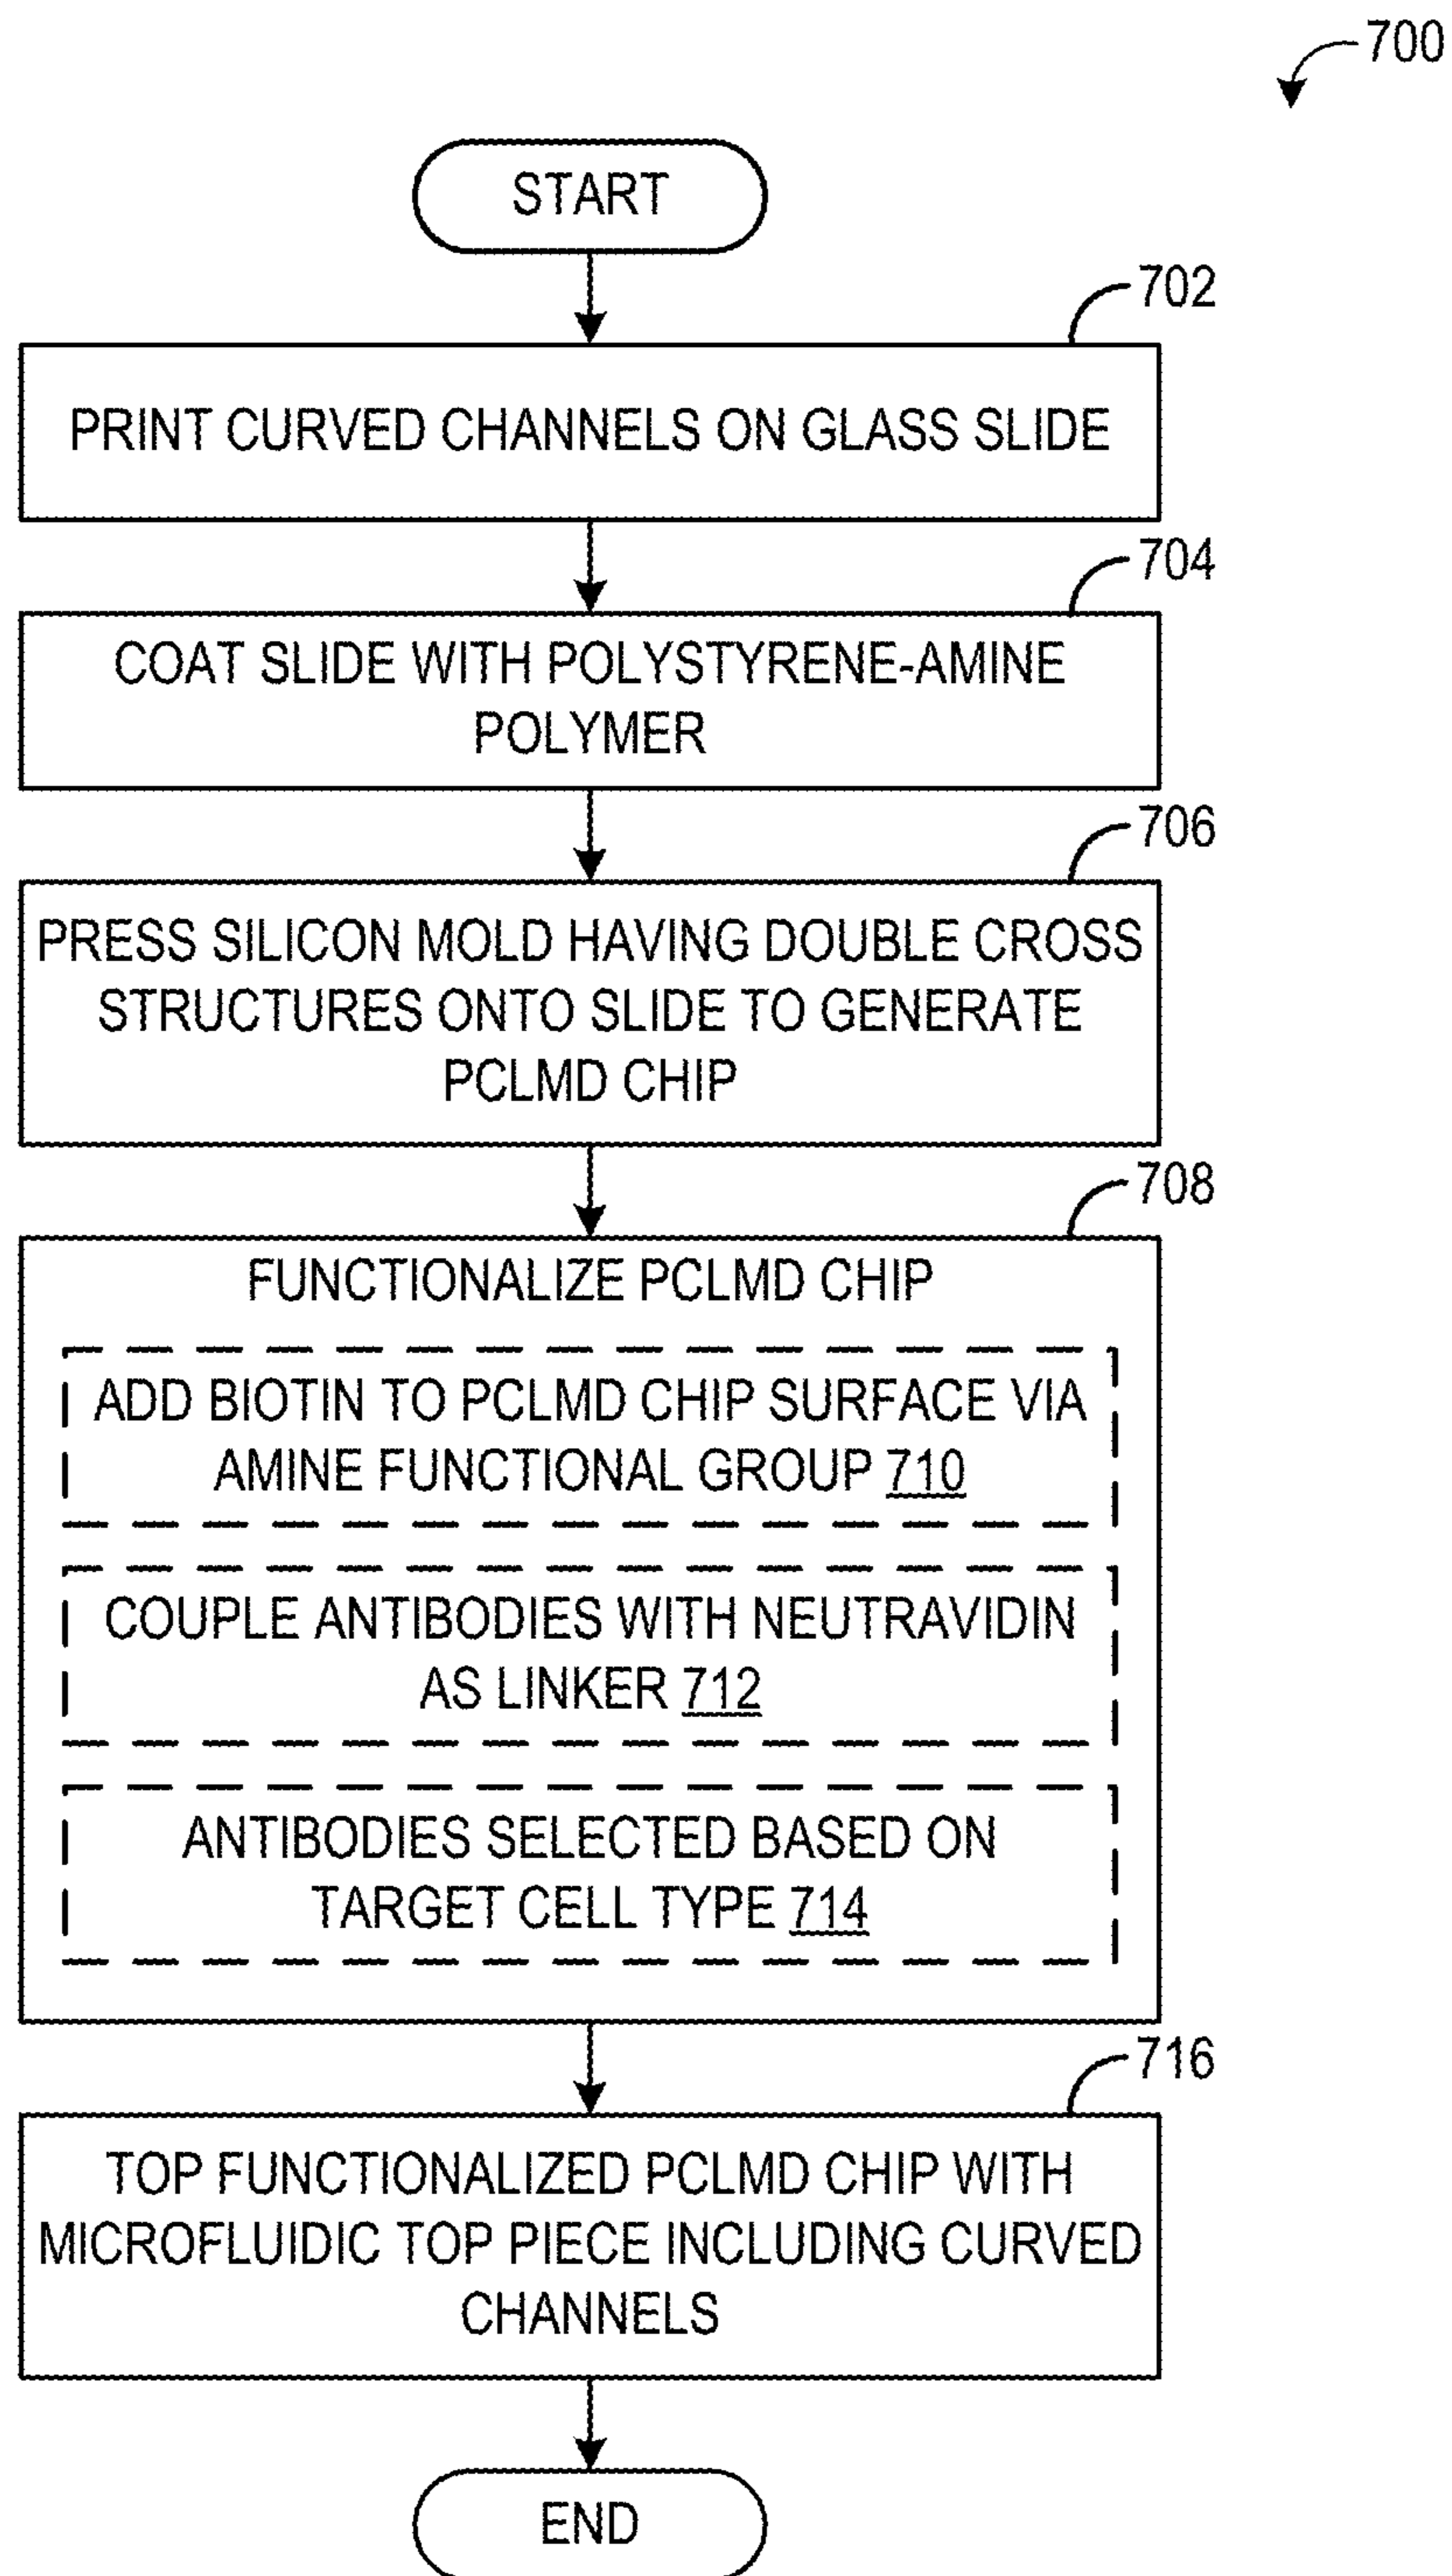 700
START
702
PRINT CURVED CHANNELS ON GLASS SLIDE
704
COAT SLIDE WITH POLYSTYRENE-AMINE
POLYMER
706
PRESS SILICON MOLD HAVING DOUBLE CROSS
STRUCTURES ONTO SLIDE TO GENERATE
PCLMD CHIP
708
FUNCTIONALIZE PCLMD CHIP
ADD BIOTIN TO PCLMD CHIP SURFACE VIA
AMINE FUNCTIONAL GROUP 710
COUPLE ANTIBODIES WITH NEUTRAVIDIN
AS LINKER 712
ANTIBODIES SELECTED BASED ON
TARGET CELL TYPE 714
716
TOP FUNCTIONALIZED PCLMD CHIP WITH
MICROFLUIDIC TOP PIECE INCLUDING CURVED
CHANNELS
END